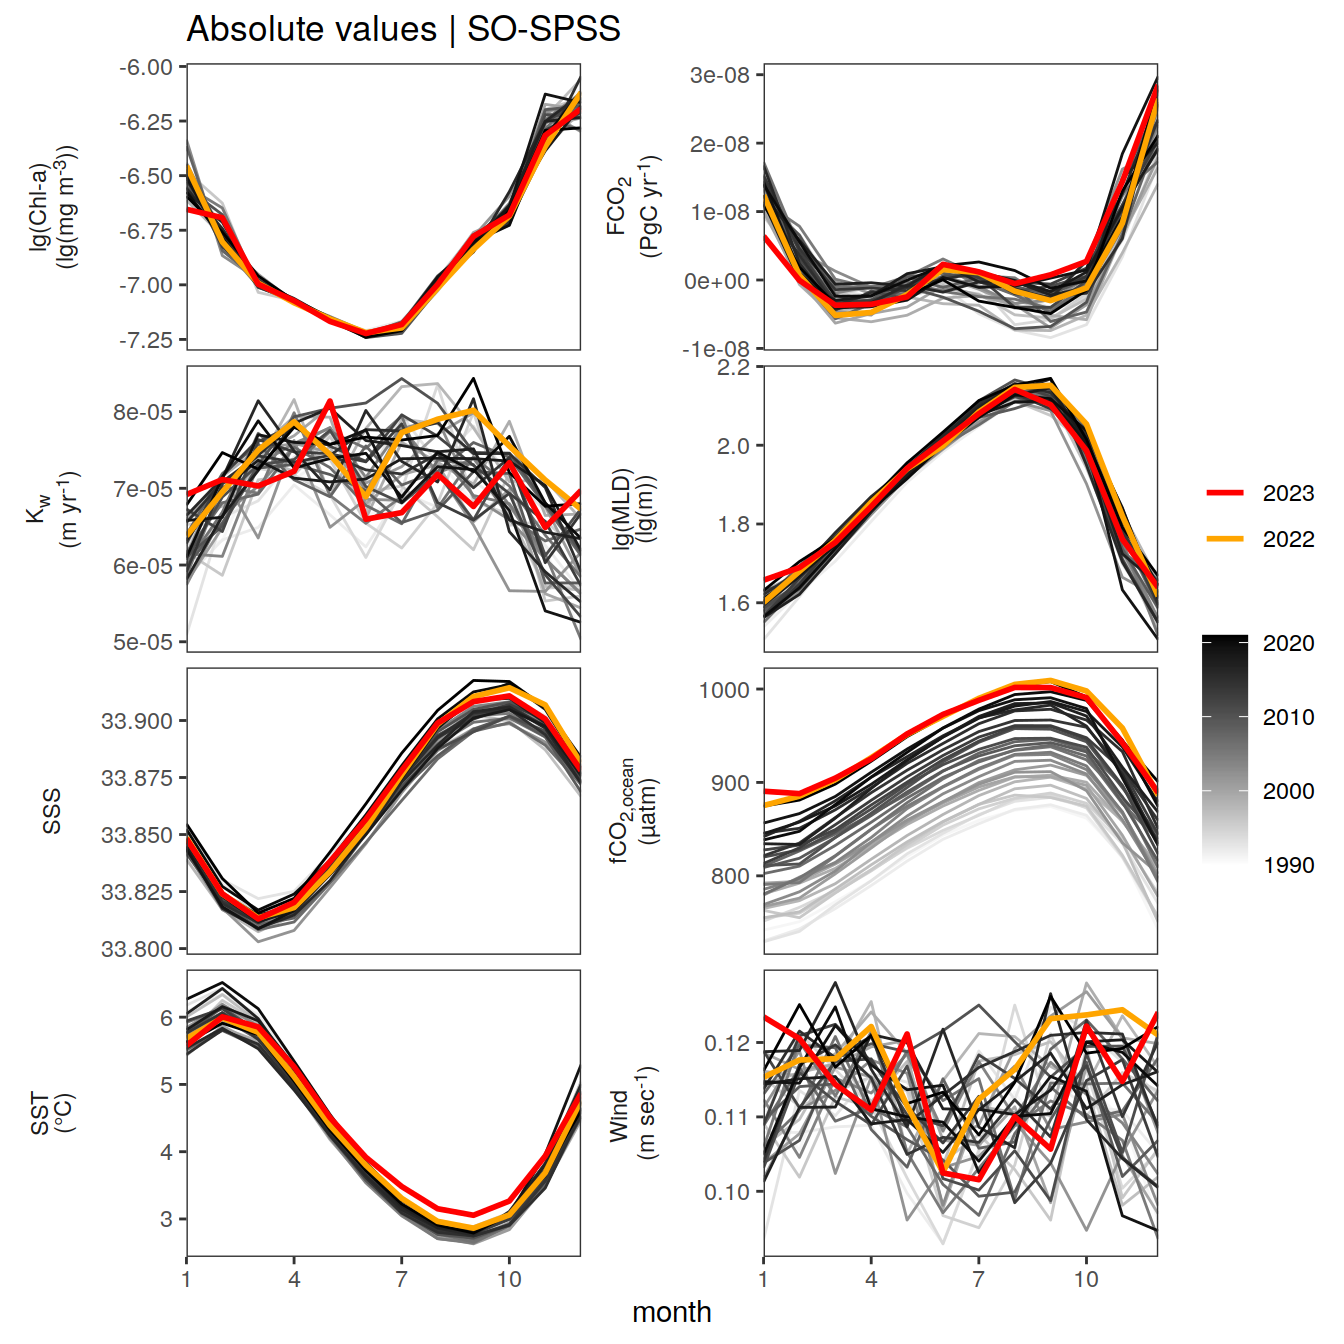 Absolute values | SO-SPSS
lg(Chl-a)
(lg(mg m⁻³))
-6.00
-6.25
-6.50
-6.75
-7.00
-7.25
FCO₂
(PgC yr⁻¹)
3e-08
2e-08
1e-08
0e+00
-1e-08
Kw
(m yr⁻¹)
8e-05
7e-05
6e-05
5e-05
lg(MLD)
(lg(m))
2.2
2.0
1.8
1.6
SSS
33.900
33.875
33.850
33.825
33.800
fCO₂,ocean
(µatm)
1000
900
800
SST
(°C)
6
5
4
3
1
4
7
10
Wind
(m sec⁻¹)
0.12
0.11
0.10
1
4
7
10
month
2023
2022
2020
2010
2000
1990